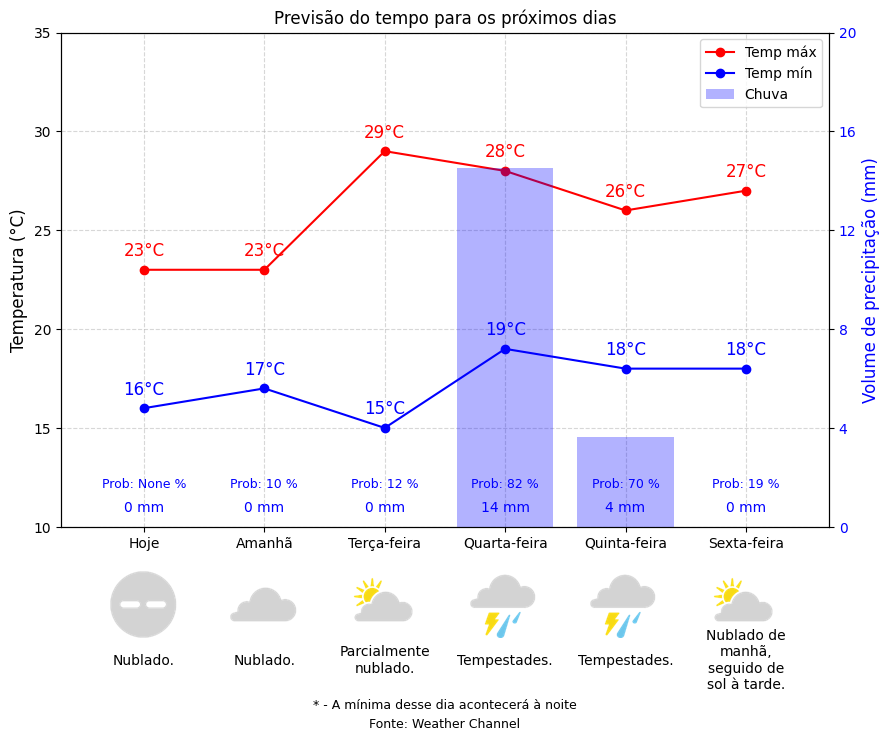 Previsão do tempo para os próximos dias
Temp máx
Temp mín
Chuva
Temperatura (°C)
35
30
25
20
15
10
Volume de precipitação (mm)
20
16
12
8
4
0
23°C 23°C 29°C 28°C 26°C 27°C
16°C 17°C 15°C 19°C 18°C 18°C
Prob: None % Prob: 10 % Prob: 12 % Prob: 82 % Prob: 70 % Prob: 19 %
0 mm 0 mm 0 mm 14 mm 4 mm 0 mm
Hoje Amanhã Terça-feira Quarta-feira Quinta-feira Sexta-feira
Nublado.
Nublado.
Parcialmente
nublado.
Tempestades.
Tempestades.
Nublado de
manhã,
seguido de
sol à tarde.
* - A mínima desse dia acontecerá à noite
Fonte: Weather Channel